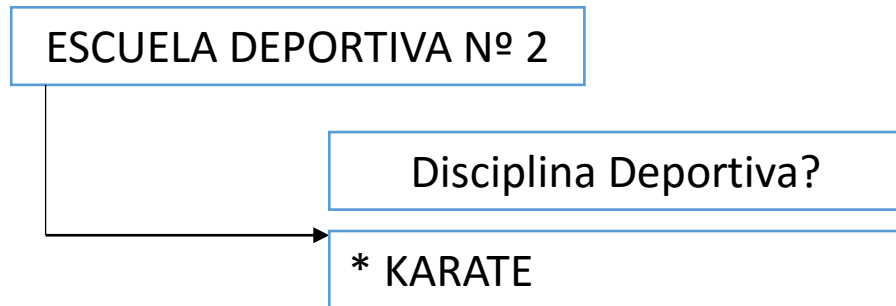 ESCUELA DEPORTIVA Nº 2
Disciplina Deportiva?
* KARATE